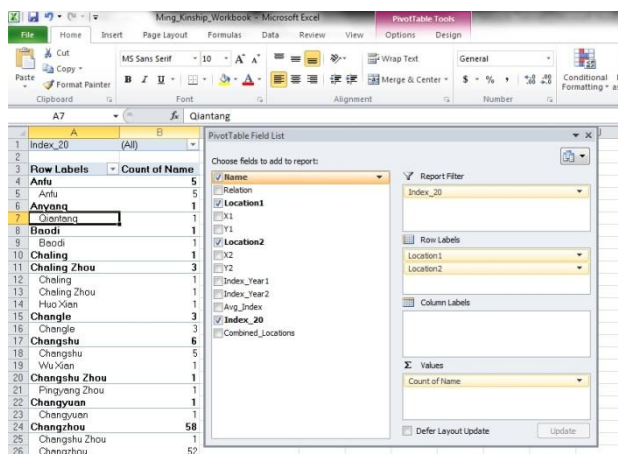 Ming_Kinship_Workbook - Microsoft Excel
PivotTable Tools
File Home Insert Page Layout Formulas Data Review View Options Design
Cut
Copy
Format Painter
Paste
Clipboard
MS Sans Serif 10 A A
B I U A
Font
Wrap Text
Merge & Center
Alignment
General
$ % , .0 .00 .00 .0
Number
Conditional
Formatting
A7 fx Qiantang
A B
1 Index_20 (All)
2
3 Row Labels Count of Name
4 Anfu 5
5 Anfu 5
6 Anyang 1
7 Qiantang 1
8 Baodi 1
9 Baodi 1
10 Chaling 1
11 Chaling Zhou 3
12 Chaling 1
13 Chaling Zhou 1
14 Huo Xian 1
15 Changle 3
16 Changle 3
17 Changshu 6
18 Changshu 5
19 Wu Xian 1
20 Changshu Zhou 1
21 Pingyang Zhou 1
22 Changyuan 1
23 Changyuan 1
24 Changzhou 58
25 Changshu Zhou 1
26 Changzhou 52
PivotTable Field List
Choose fields to add to report:
Name
Relation
Location1
X1
Y1
Location2
X2
Y2
Index_Year1
Index_Year2
Avg_Index
Index_20
Combined_Locations
Report Filter
Index_20
Row Labels
Location1
Location2
Column Labels
Σ Values
Count of Name
Defer Layout Update
Update